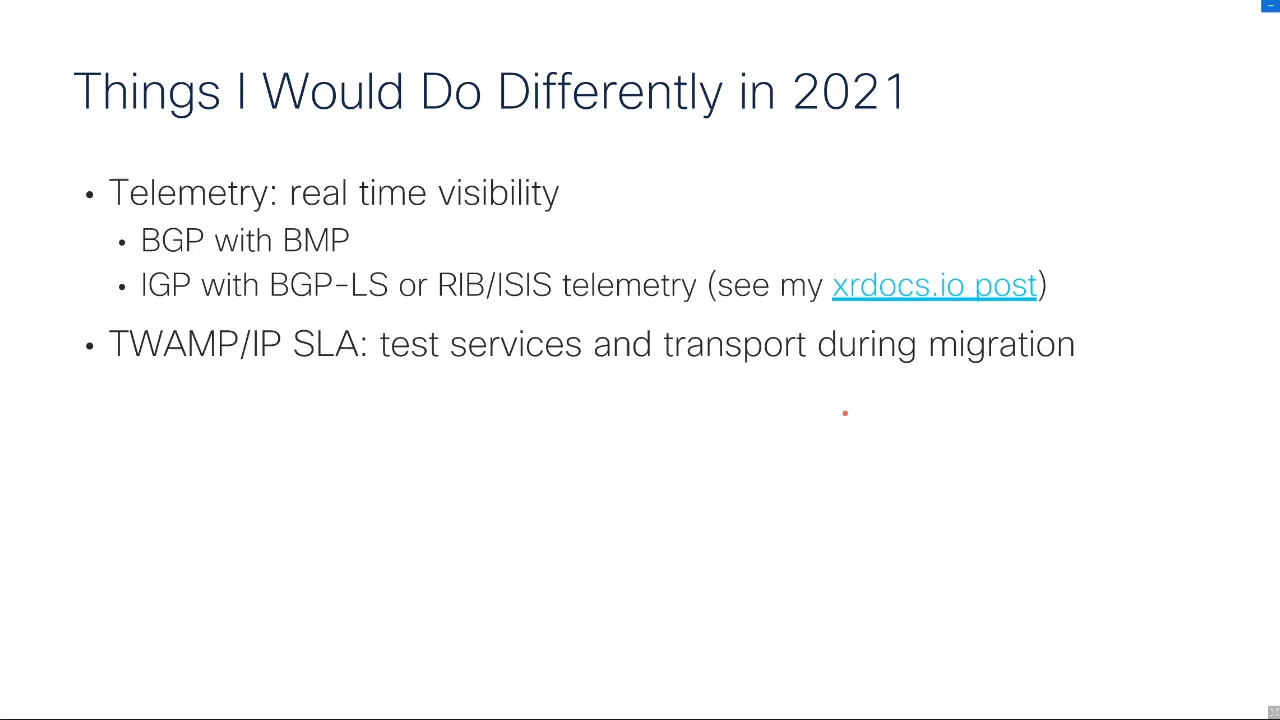 Things I Would Do Differently in 2021
• Telemetry: real time visibility
• BGP with BMP
• IGP with BGP-LS or RIB/ISIS telemetry (see my xrdocs.io post)
• TWAMP/IP SLA: test services and transport during migration